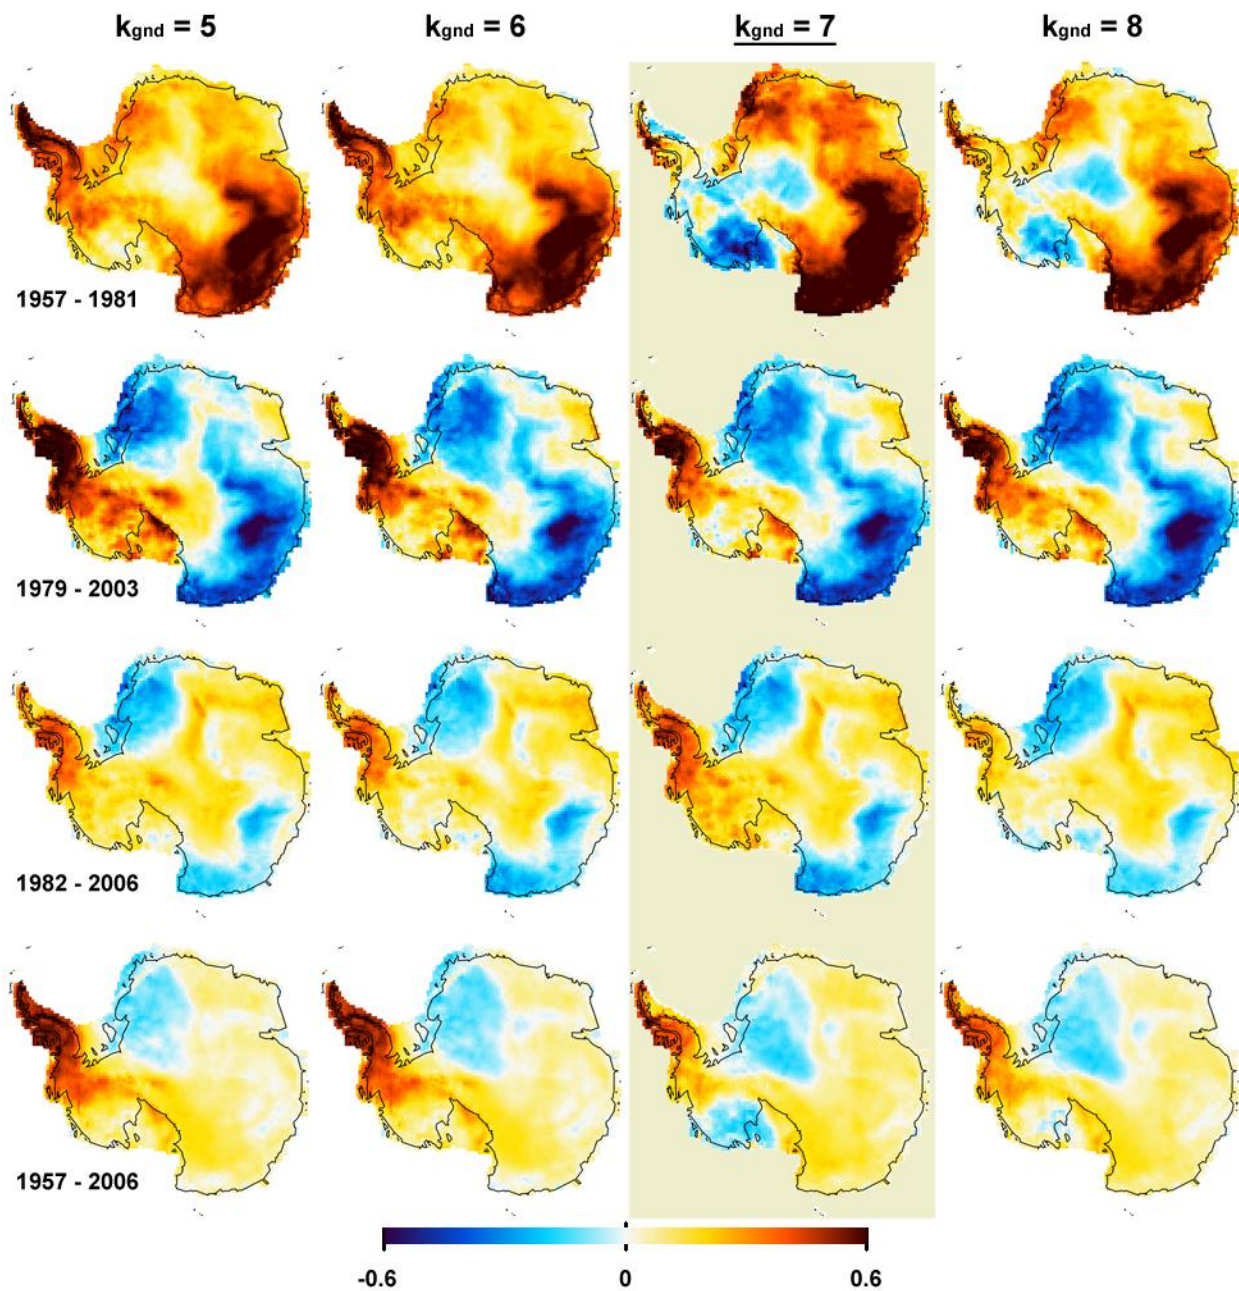 kgnd = 5 kgnd = 6 kgnd = 7 kgnd = 8
1957 - 1981
1979 - 2003
1982 - 2006
1957 - 2006
-0.6 0 0.6